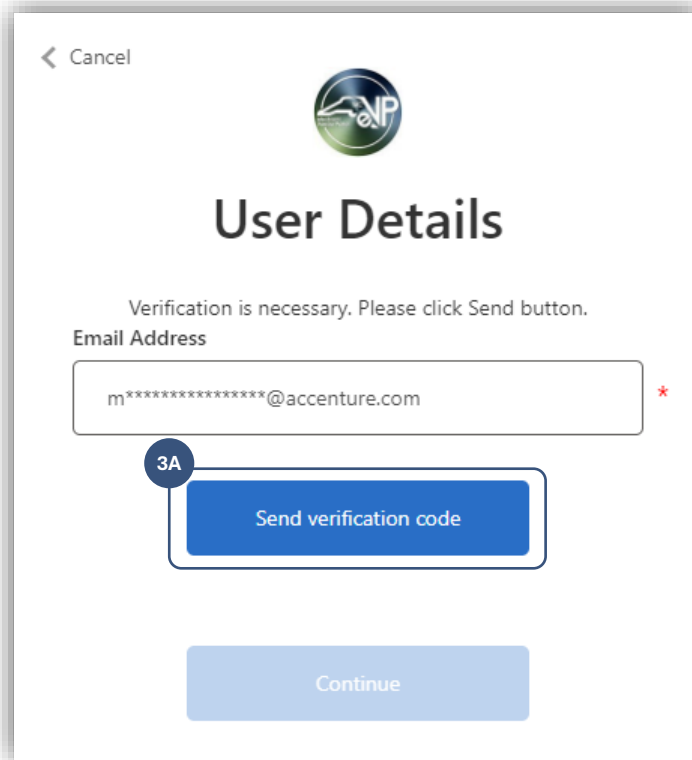 Cancel
eVP
User Details
Verification is necessary. Please click Send button.
Email Address
m****************@accenture.com
*
3A
Send verification code
Continue